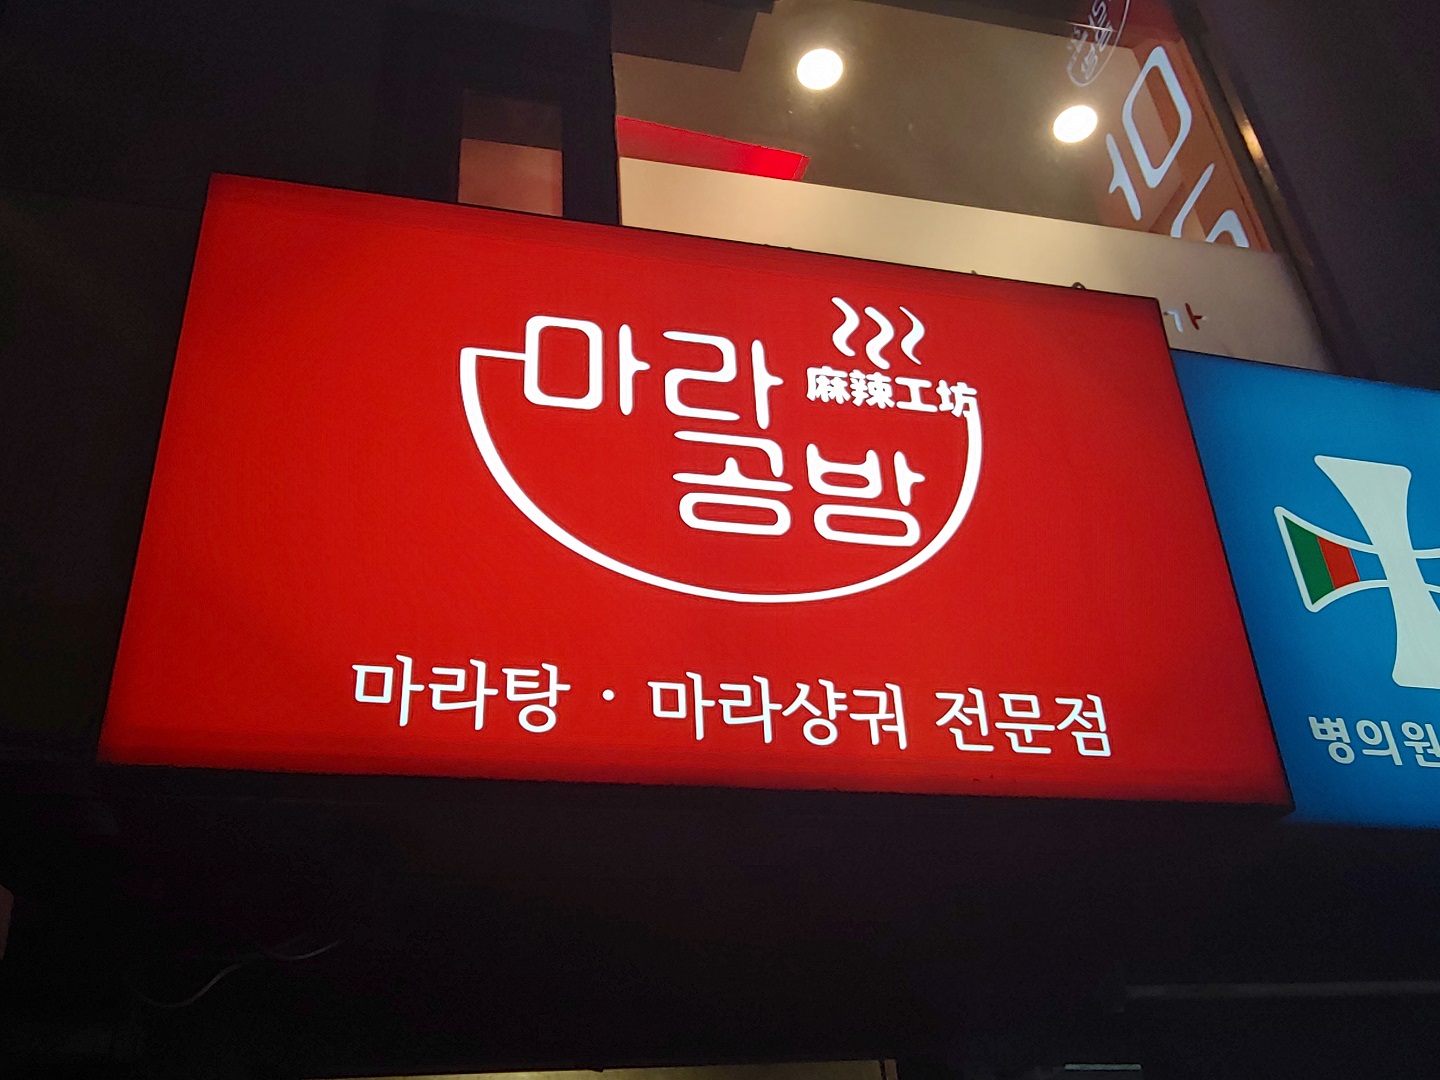 마라
麻辣工坊
공방
마라탕 · 마라샹궈 전문점
병의원